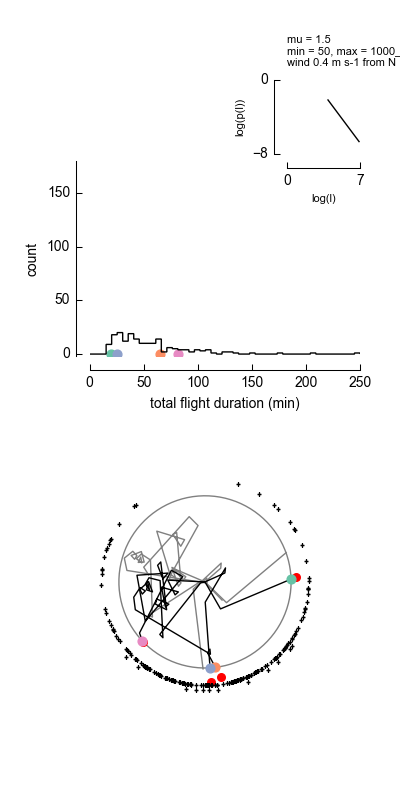 mu = 1.5
min = 50, max = 1000_
wind 0.4 m s-1 from N
0
log(p(l))
−8
0 7
log(l)
150
100
count
50
0
0 50 100 150 200 250
total flight duration (min)